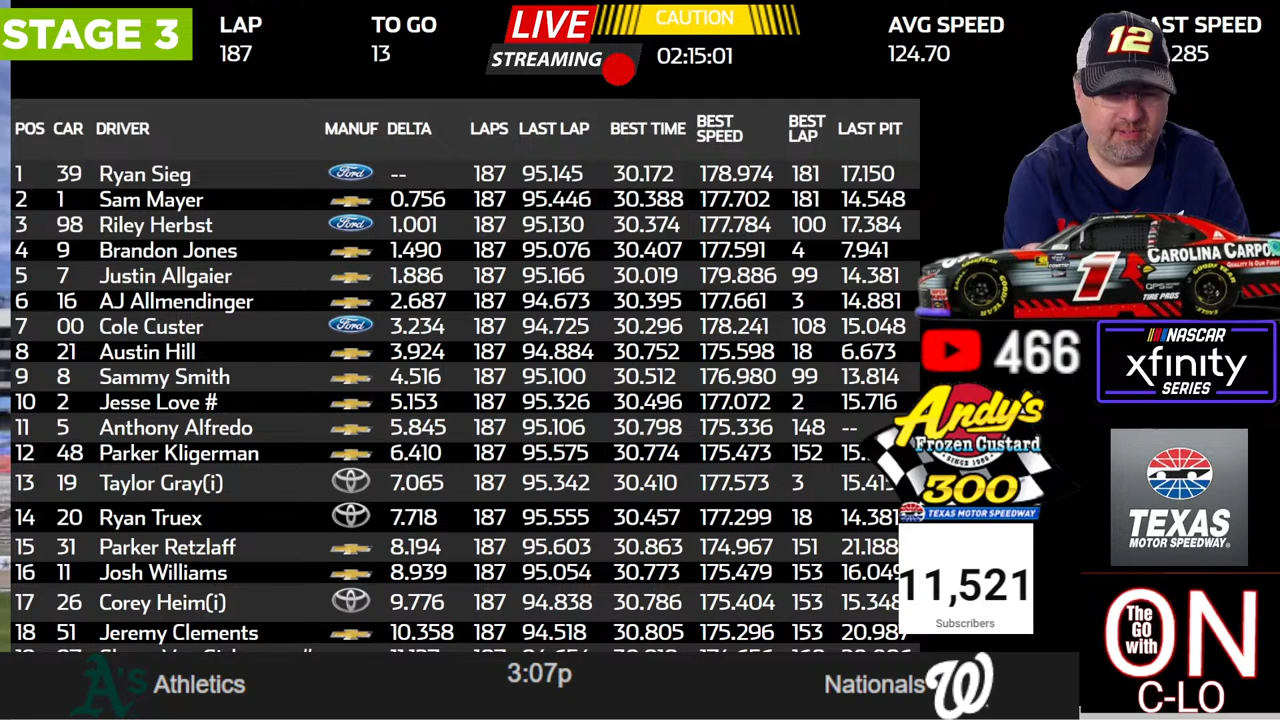 STAGE 3
LAP
187
TO GO
13
LIVE
STREAMING
CAUTION
02:15:01
AVG SPEED
124.70
AST SPEED
285
12
POS CAR DRIVER MANUF DELTA LAPS LAST LAP BEST TIME BEST SPEED BEST LAP LAST PIT
1 39 Ryan Sieg Ford -- 187 95.145 30.172 178.974 181 17.150
2 1 Sam Mayer 0.756 187 95.446 30.388 177.702 181 14.548
3 98 Riley Herbst Ford 1.001 187 95.130 30.374 177.784 100 17.384
4 9 Brandon Jones 1.490 187 95.076 30.407 177.591 4 7.941
5 7 Justin Allgaier 1.886 187 95.166 30.019 179.886 99 14.381
6 16 AJ Allmendinger 2.687 187 94.673 30.395 177.661 3 14.881
7 00 Cole Custer Ford 3.234 187 94.725 30.296 178.241 108 15.048
8 21 Austin Hill 3.924 187 94.884 30.752 175.598 18 6.673
9 8 Sammy Smith 4.516 187 95.100 30.512 176.980 99 13.814
10 2 Jesse Love # 5.153 187 95.326 30.496 177.072 2 15.716
11 5 Anthony Alfredo 5.845 187 95.106 30.798 175.336 148 --
12 48 Parker Kligerman 6.410 187 95.575 30.774 175.473 152 15.
13 19 Taylor Gray(i) 7.065 187 95.342 30.410 177.573 3 15.415
14 20 Ryan Truex 7.718 187 95.555 30.457 177.299 18 14.381
15 31 Parker Retzlaff 8.194 187 95.603 30.863 174.967 151 21.188
16 11 Josh Williams 8.939 187 95.054 30.773 175.479 153 16.049
17 26 Corey Heim(i) 9.776 187 94.838 30.786 175.404 153 15.348
18 51 Jeremy Clements 10.358 187 94.518 30.805 175.296 153 20.987
1
CAROLINA CARPO
QUALITY IS OUR FIRST
TIRE PROS
466
NASCAR
xfinity
SERIES
Andy's
Frozen Custard
SINCE 1986
300
TEXAS MOTOR SPEEDWAY
TEXAS
MOTOR SPEEDWAY
11,521
Subscribers
The
GO
with
ON
C-LO
A's Athletics
3:07p
Nationals W